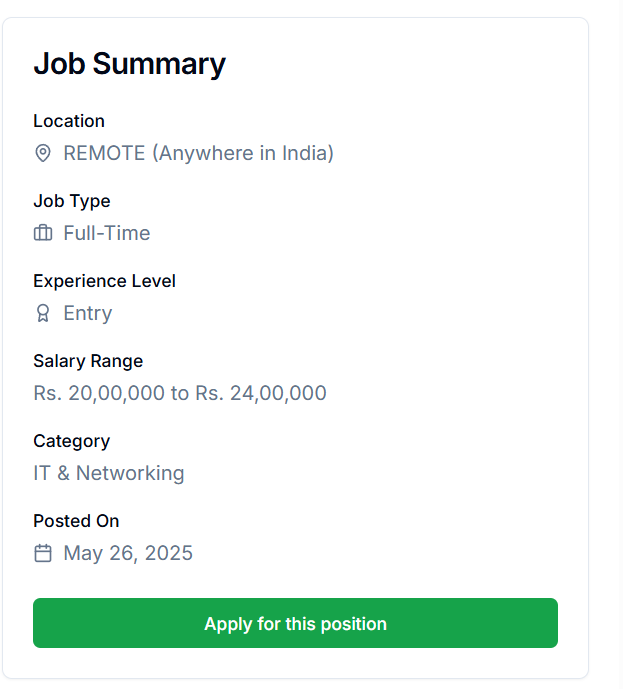 Job Summary
Location
REMOTE (Anywhere in India)
Job Type
Full-Time
Experience Level
Entry
Salary Range
Rs. 20,00,000 to Rs. 24,00,000
Category
IT & Networking
Posted On
May 26, 2025
Apply for this position